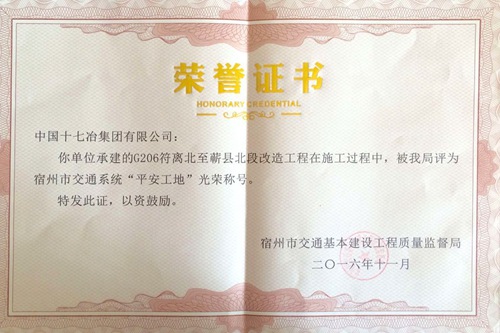 荣誉证书
HONORARY CREDENTIAL
中国十七冶集团有限公司：
你单位承建的G206符离北至蕲县北段改造工程在施工过程中，被我局评为
宿州市交通系统“平安工地”光荣称号。
特发此证，以资鼓励。
宿州市交通基本建设工程质量监督局
二〇一六年十一月